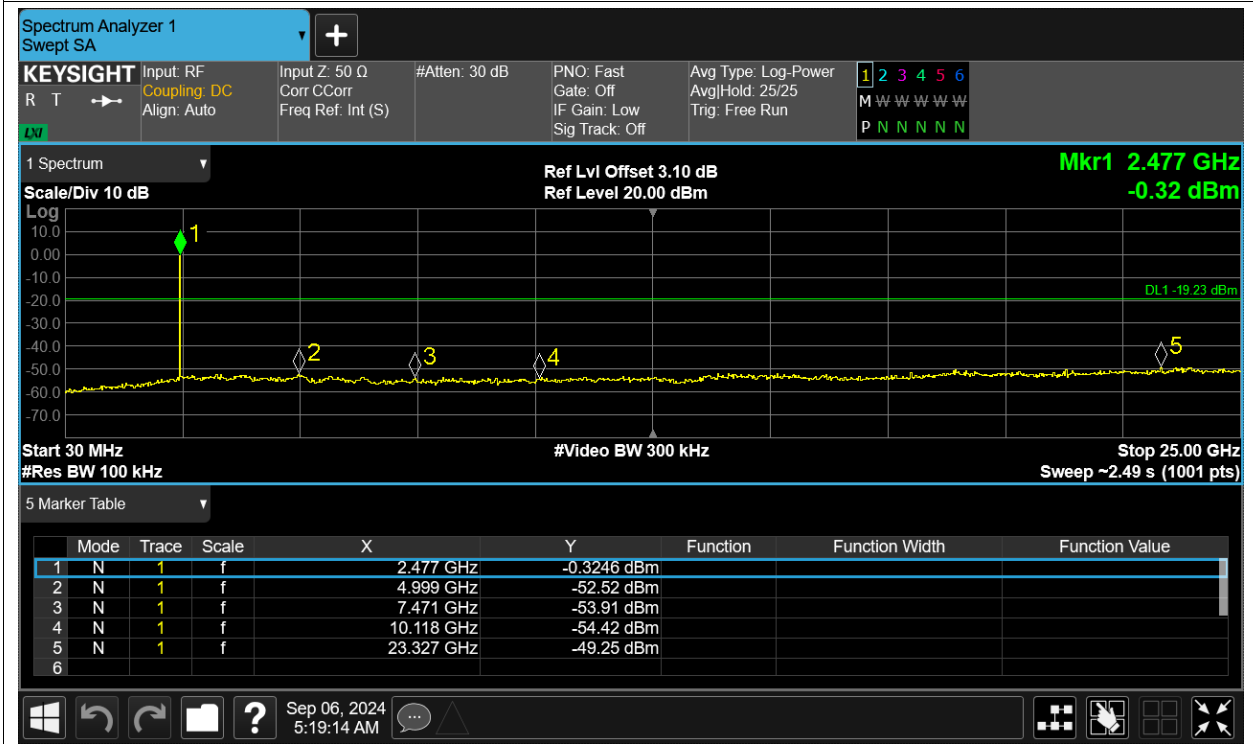 Spectrum Analyzer 1
Swept SA
KEYSIGHT Input: RF Input Z: 50 Ω #Atten: 30 dB PNO: Fast Avg Type: Log-Power 1 2 3 4 5 6
R T Coupling: DC Corr CCorr Gate: Off Avg|Hold: 25/25 M W W W W W W
Align: Auto Freq Ref: Int (S) IF Gain: Low Trig: Free Run
LXI Sig Track: Off P N N N N N N
1 Spectrum Ref Lvl Offset 3.10 dB Mkr1 2.477 GHz
Scale/Div 10 dB Ref Level 20.00 dBm -0.32 dBm
Log
10.0 1
0.00
-10.0
-20.0 DL1 -19.23 dBm
-30.0
-40.0 2 3 4 5
-50.0
-60.0
-70.0
Start 30 MHz #Video BW 300 kHz Stop 25.00 GHz
#Res BW 100 kHz Sweep ~2.49 s (1001 pts)
5 Marker Table
Mode Trace Scale X Y Function Function Width Function Value
1 N 1 f 2.477 GHz -0.3246 dBm
2 N 1 f 4.999 GHz -52.52 dBm
3 N 1 f 7.471 GHz -53.91 dBm
4 N 1 f 10.118 GHz -54.42 dBm
5 N 1 f 23.327 GHz -49.25 dBm
6
? Sep 06, 2024
5:19:14 AM